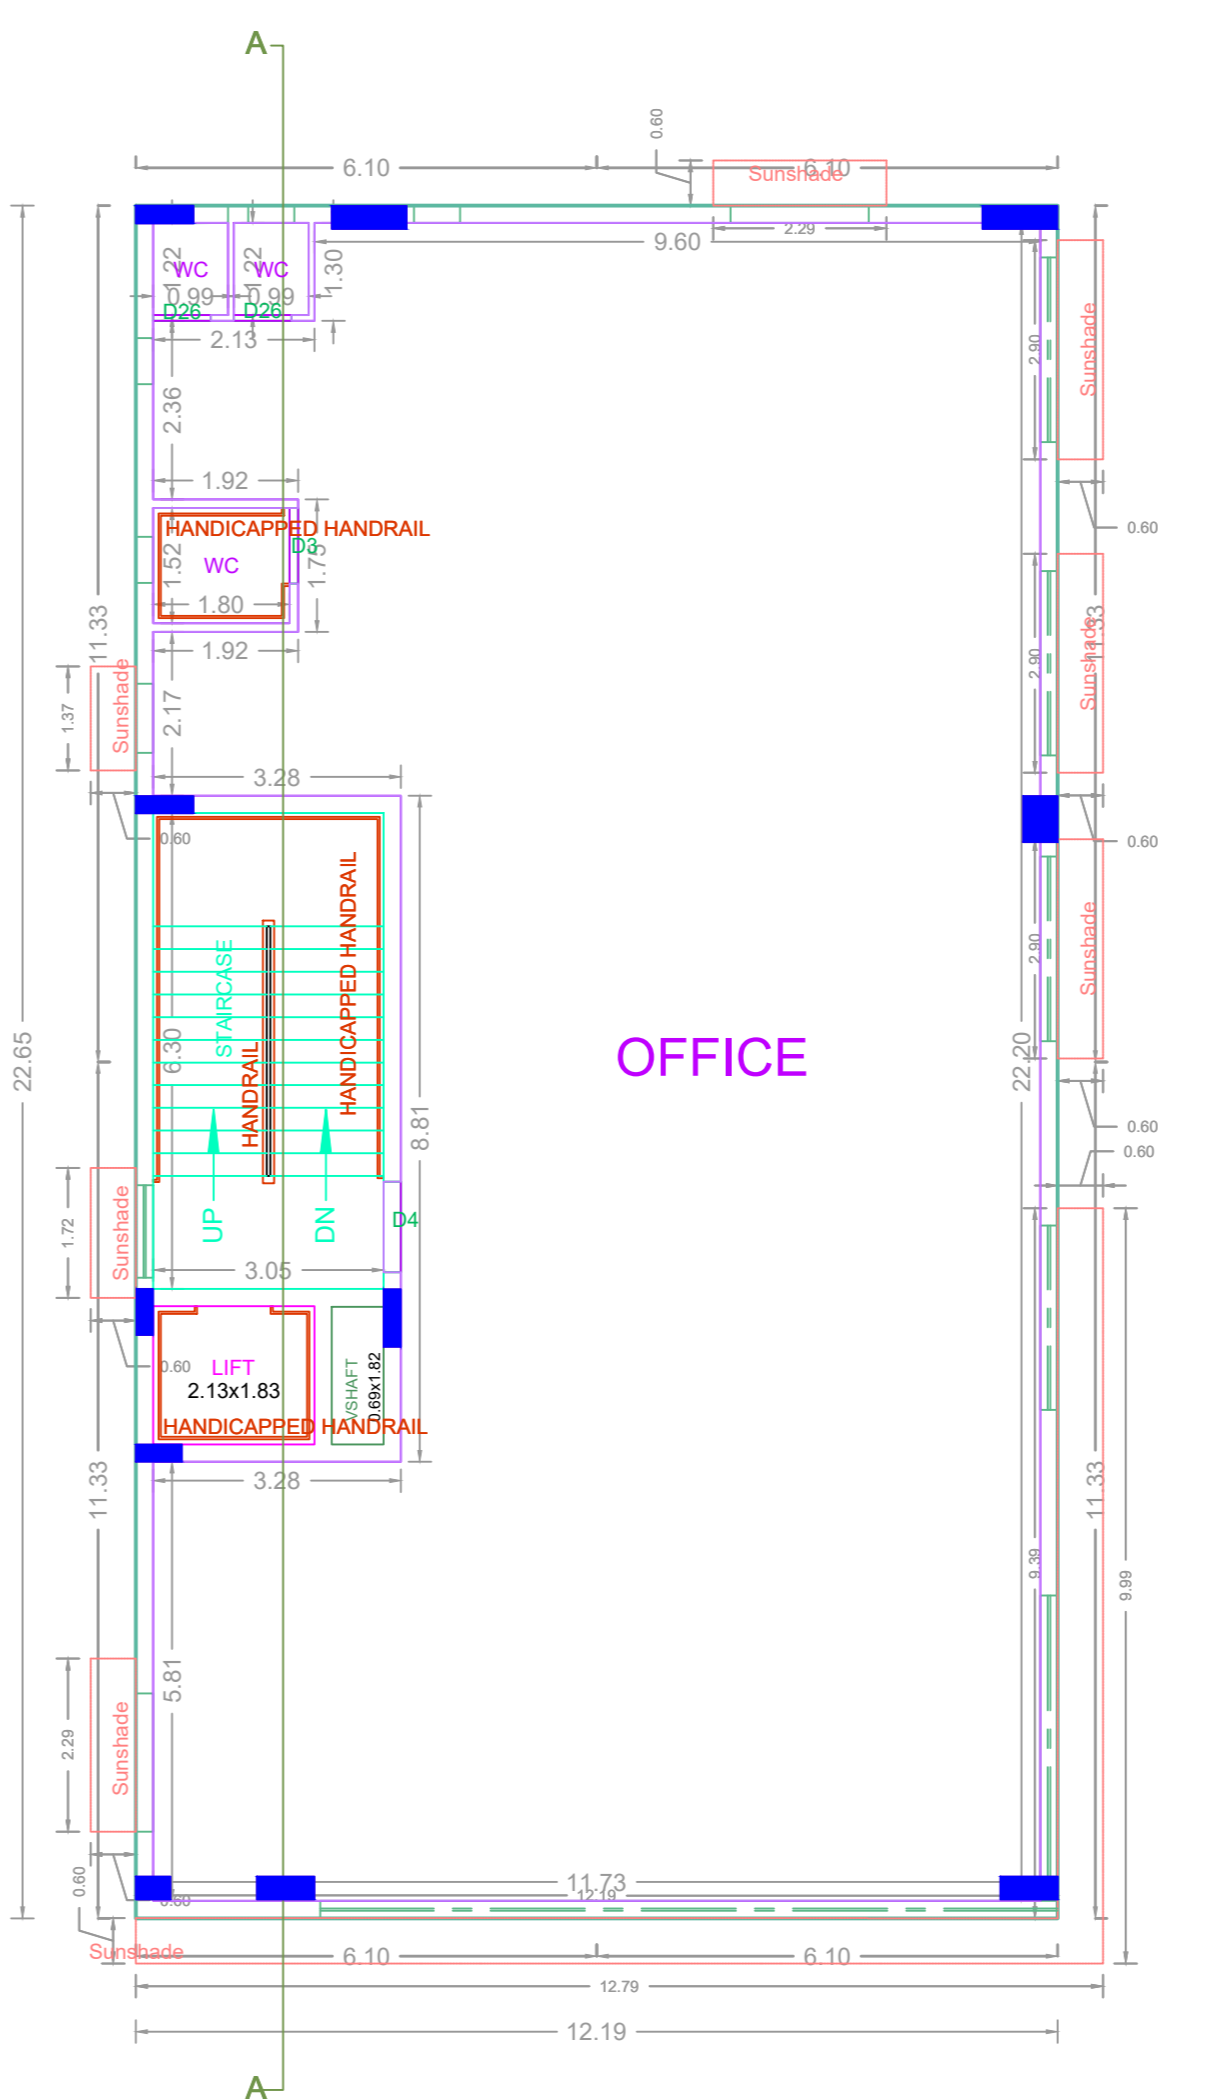 A
0.60
6.10
6.10
Sunshade
2.29
9.60
1.22
WC
0.99
D26
1.22
WC
0.99
D26
1.30
2.13
2.90
Sunshade
2.36
1.92
0.60
HANDICAPPED HANDRAIL
D3
1.52
WC
1.75
1.80
11.33
11.33
1.92
2.90
Sunshade
Sunshade
1.37
2.17
3.28
0.60
0.60
2.90
Sunshade
STAIRCASE
HANDICAPPED HANDRAIL
HANDRAIL
6.30
22.65
OFFICE
22.20
8.81
0.60
0.60
1.72
Sunshade
UP
DN
D4
3.05
0.60
LIFT
2.13x1.83
VSHAFT
0.69x1.82
HANDICAPPED HANDRAIL
3.28
11.33
11.33
9.39
9.99
5.81
2.29
Sunshade
0.60
0.60
11.73
12.19
Sunshade
6.10
6.10
12.79
12.19
A